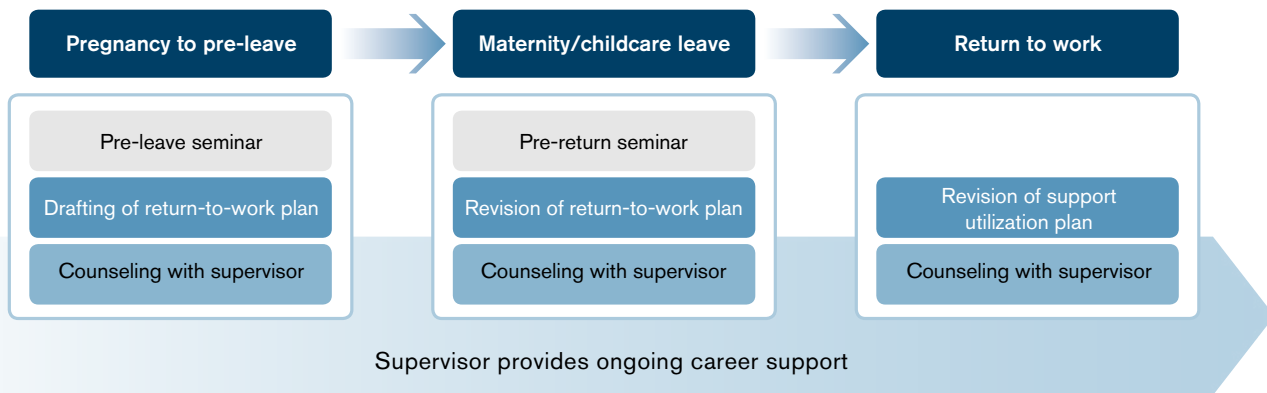 Pregnancy to pre-leave
Maternity/childcare leave
Return to work
Pre-leave seminar
Pre-return seminar
Drafting of return-to-work plan
Revision of return-to-work plan
Revision of support
utilization plan
Counseling with supervisor
Counseling with supervisor
Counseling with supervisor
Supervisor provides ongoing career support